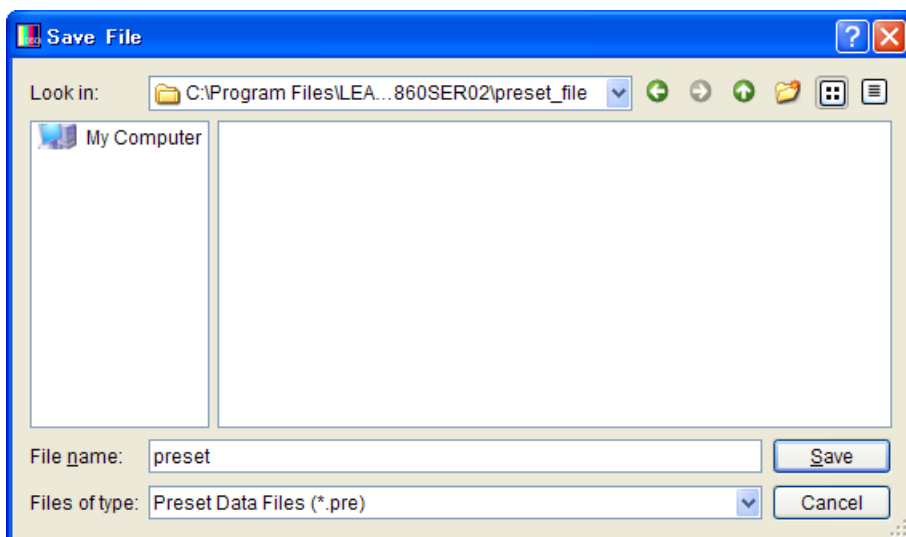 Save File
Look in:
C:\Program Files\LEA...860SER02\preset_file
My Computer
File name:
preset
Save
Files of type:
Preset Data Files (*.pre)
Cancel